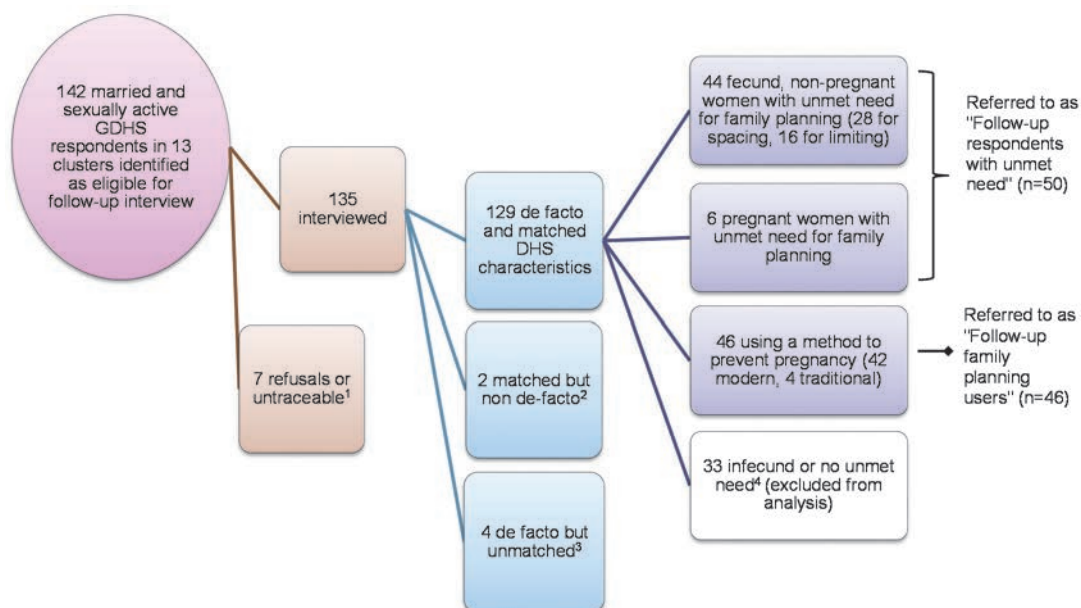 142 married and
sexually active
GDHS
respondents in 13
clusters identified
as eligible for
follow-up interview
135
interviewed
7 refusals or
untraceable¹
129 de facto
and matched
DHS
characteristics
2 matched but
non de-facto²
4 de facto but
unmatched³
44 fecund, non-pregnant
women with unmet need
for family planning (28 for
spacing, 16 for limiting)
6 pregnant women with
unmet need for family
planning
46 using a method to
prevent pregnancy (42
modern, 4 traditional)
33 infecund or no unmet
need⁴ (excluded from
analysis)
Referred to as
"Follow-up
respondents
with unmet
need" (n=50)
Referred to as
"Follow-up
family
planning
users" (n=46)